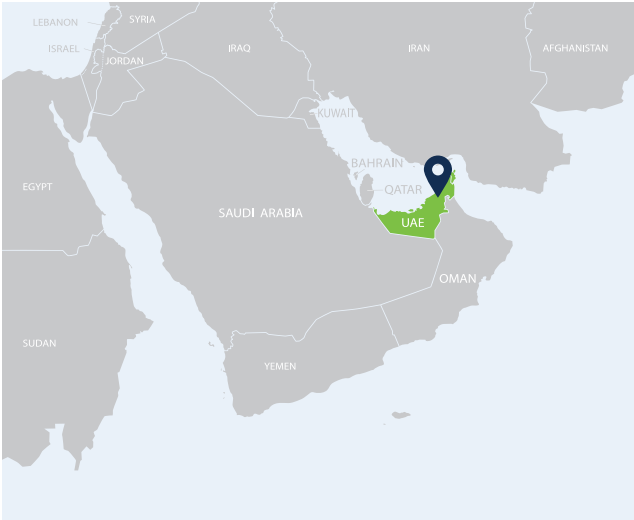 SYRIA
LEBANON
ISRAEL
IRAQ
IRAN
AFGHANISTAN
JORDAN
KUWAIT
BAHRAIN
EGYPT
QATAR
SAUDI ARABIA
UAE
OMAN
SUDAN
YEMEN